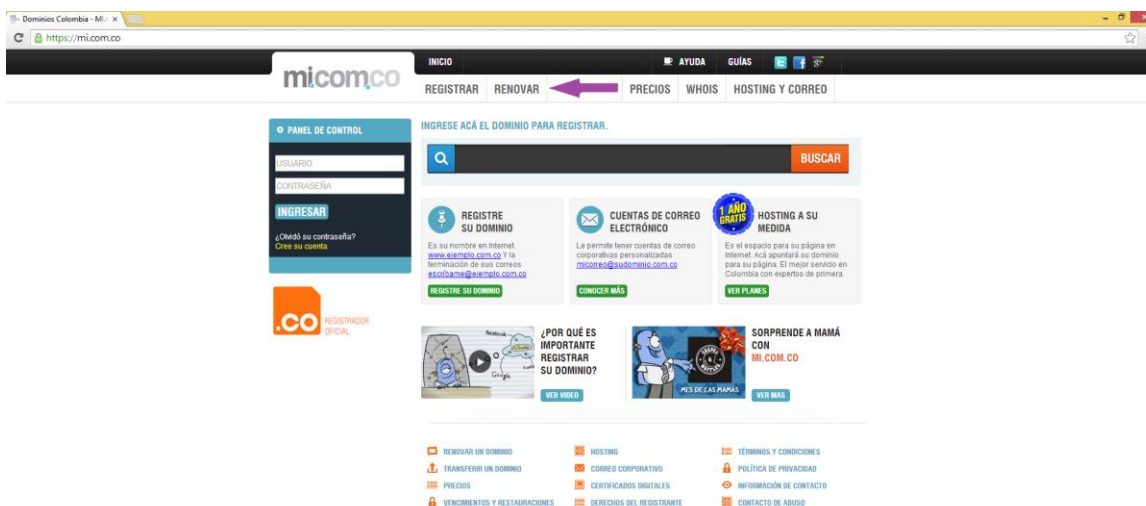 Dominios Colombia - MI.
https://mi.com.co
mi.com.co
INICIO
AYUDA
GUÍAS
REGISTRAR
RENOVAR
PRECIOS
WHOIS
HOSTING Y CORREO
PANEL DE CONTROL
USUARIO
CONTRASEÑA
INGRESAR
¿Olvidó su contraseña?
Cree su cuenta
.CO
REGISTRADOR
OFICIAL
INGRESE ACÁ EL DOMINIO PARA REGISTRAR.
BUSCAR
REGISTRE
SU DOMINIO
Es su nombre en Internet.
www.ejemplo.com.co Y la
terminación de sus correos
escribame@ejemplo.com.co
REGISTRE SU DOMINIO
CUENTAS DE CORREO
ELECTRÓNICO
Le permite tener cuentas de correo
corporativas personalizadas
micorreo@sudominio.com.co
CONOCER MÁS
1 AÑO
GRATIS
HOSTING A SU
MEDIDA
Es el espacio para su página en
Internet. Acá apuntará su dominio
para su página. El mejor servicio en
Colombia con expertos de primera.
VER PLANES
facebook
Google
¿POR QUÉ ES
IMPORTANTE
REGISTRAR
SU DOMINIO?
VER VIDEO
MES DE LAS MAMÁS
SORPRENDE A MAMÁ
CON
MI.COM.CO
VER MAS
RENOVAR UN DOMINIO
HOSTING
TÉRMINOS Y CONDICIONES
TRANSFERIR UN DOMINIO
CORREO CORPORATIVO
POLÍTICA DE PRIVACIDAD
PRECIOS
CERTIFICADOS DIGITALES
INFORMACIÓN DE CONTACTO
VENCIMIENTOS Y RESTAURACIONES
DERECHOS DEL REGISTRANTE
CONTACTO DE ABUSO